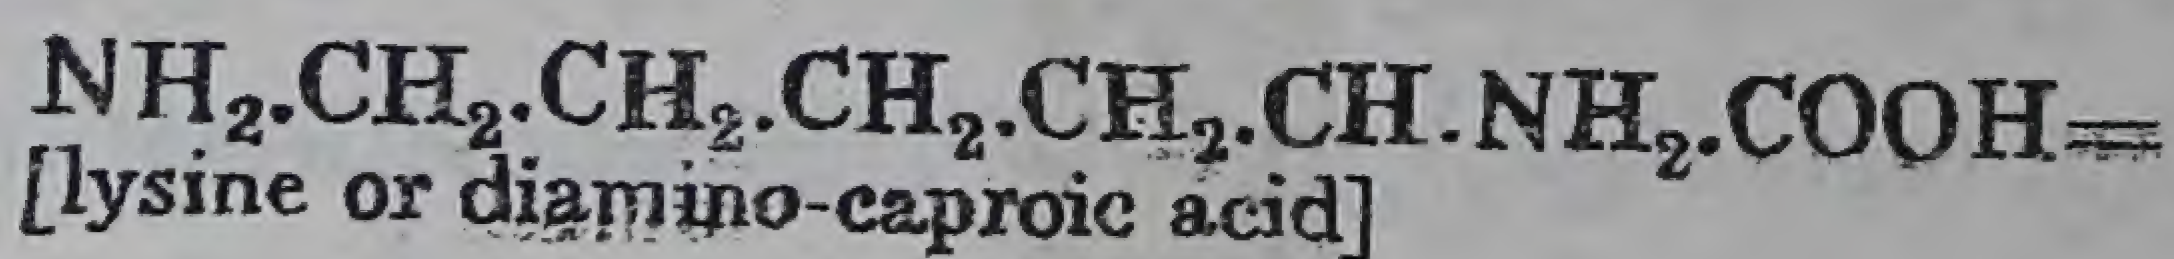 NH₂.CH₂.CH₂.CH₂.CH₂.CH.NH₂.COOH=
[lysine or diamino-caproic acid]